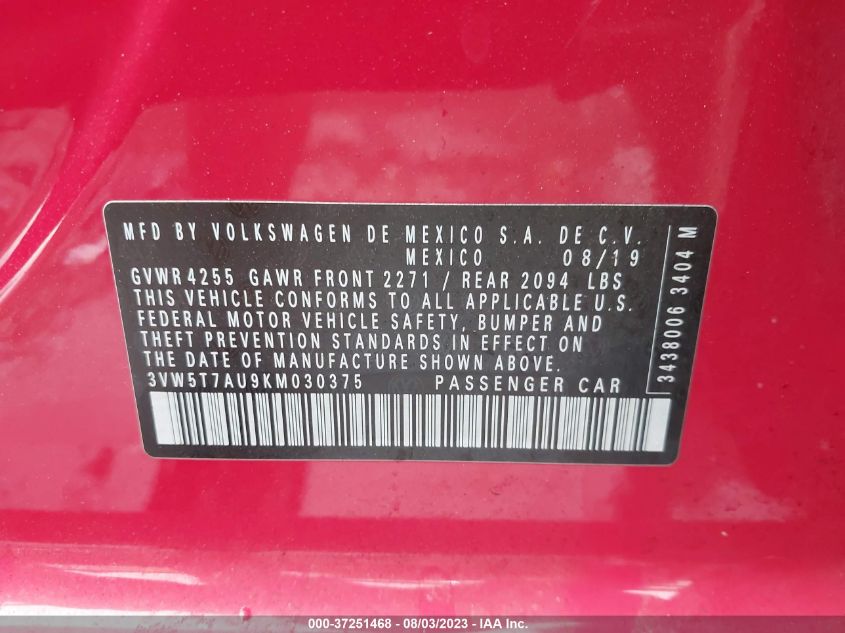 MFD BY VOLKSWAGEN DE MEXICO S.A. DE C.V.
MEXICO 08/19
GVWR 4255 GAWR FRONT 2271 / REAR 2094 LBS
THIS VEHICLE CONFORMS TO ALL APPLICABLE U.S.
FEDERAL MOTOR VEHICLE SAFETY, BUMPER AND
THEFT PREVENTION STANDARDS IN EFFECT ON
THE DATE OF MANUFACTURE SHOWN ABOVE.
3VW5T7AU9KM030375 PASSENGER CAR
3438006 3404 M
000-37251468 - 08/03/2023 - IAA Inc.